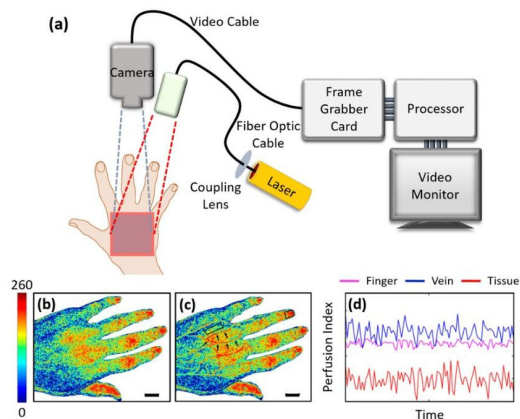 (a)
Video Cable
Camera
Frame
Grabber
Card
Processor
Fiber Optic
Cable
Coupling
Lens
Laser
Video
Monitor
260
0
(b)
(c)
Finger
Vein
Tissue
(d)
Perfusion Index
Time